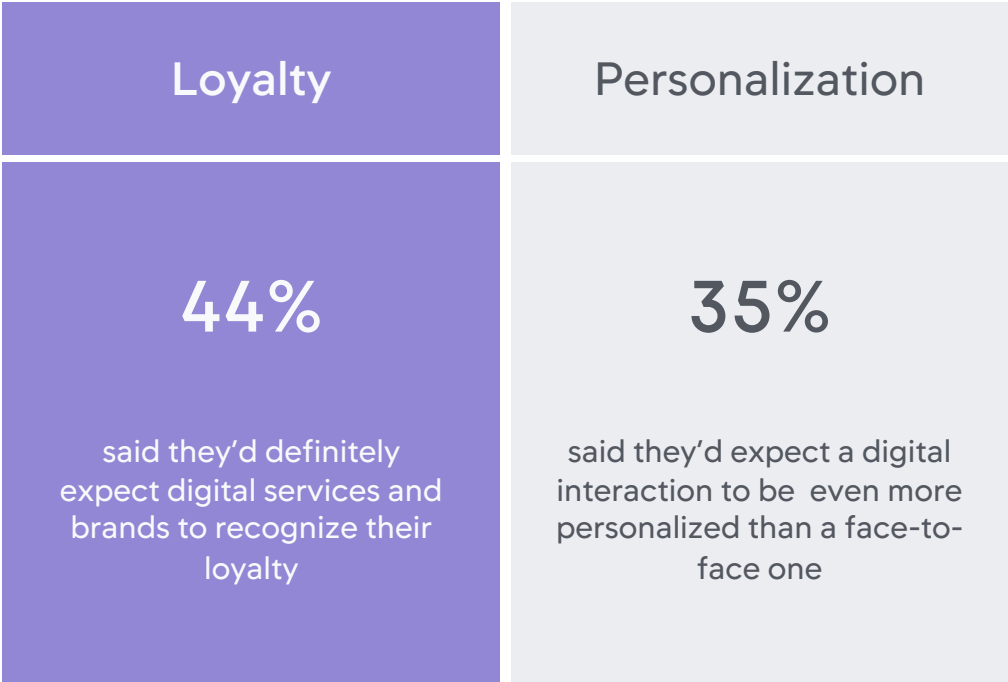 Loyalty
Personalization
44%
said they’d definitely
expect digital services and
brands to recognize their
loyalty
35%
said they’d expect a digital
interaction to be  even more
personalized than a face-to-
face one